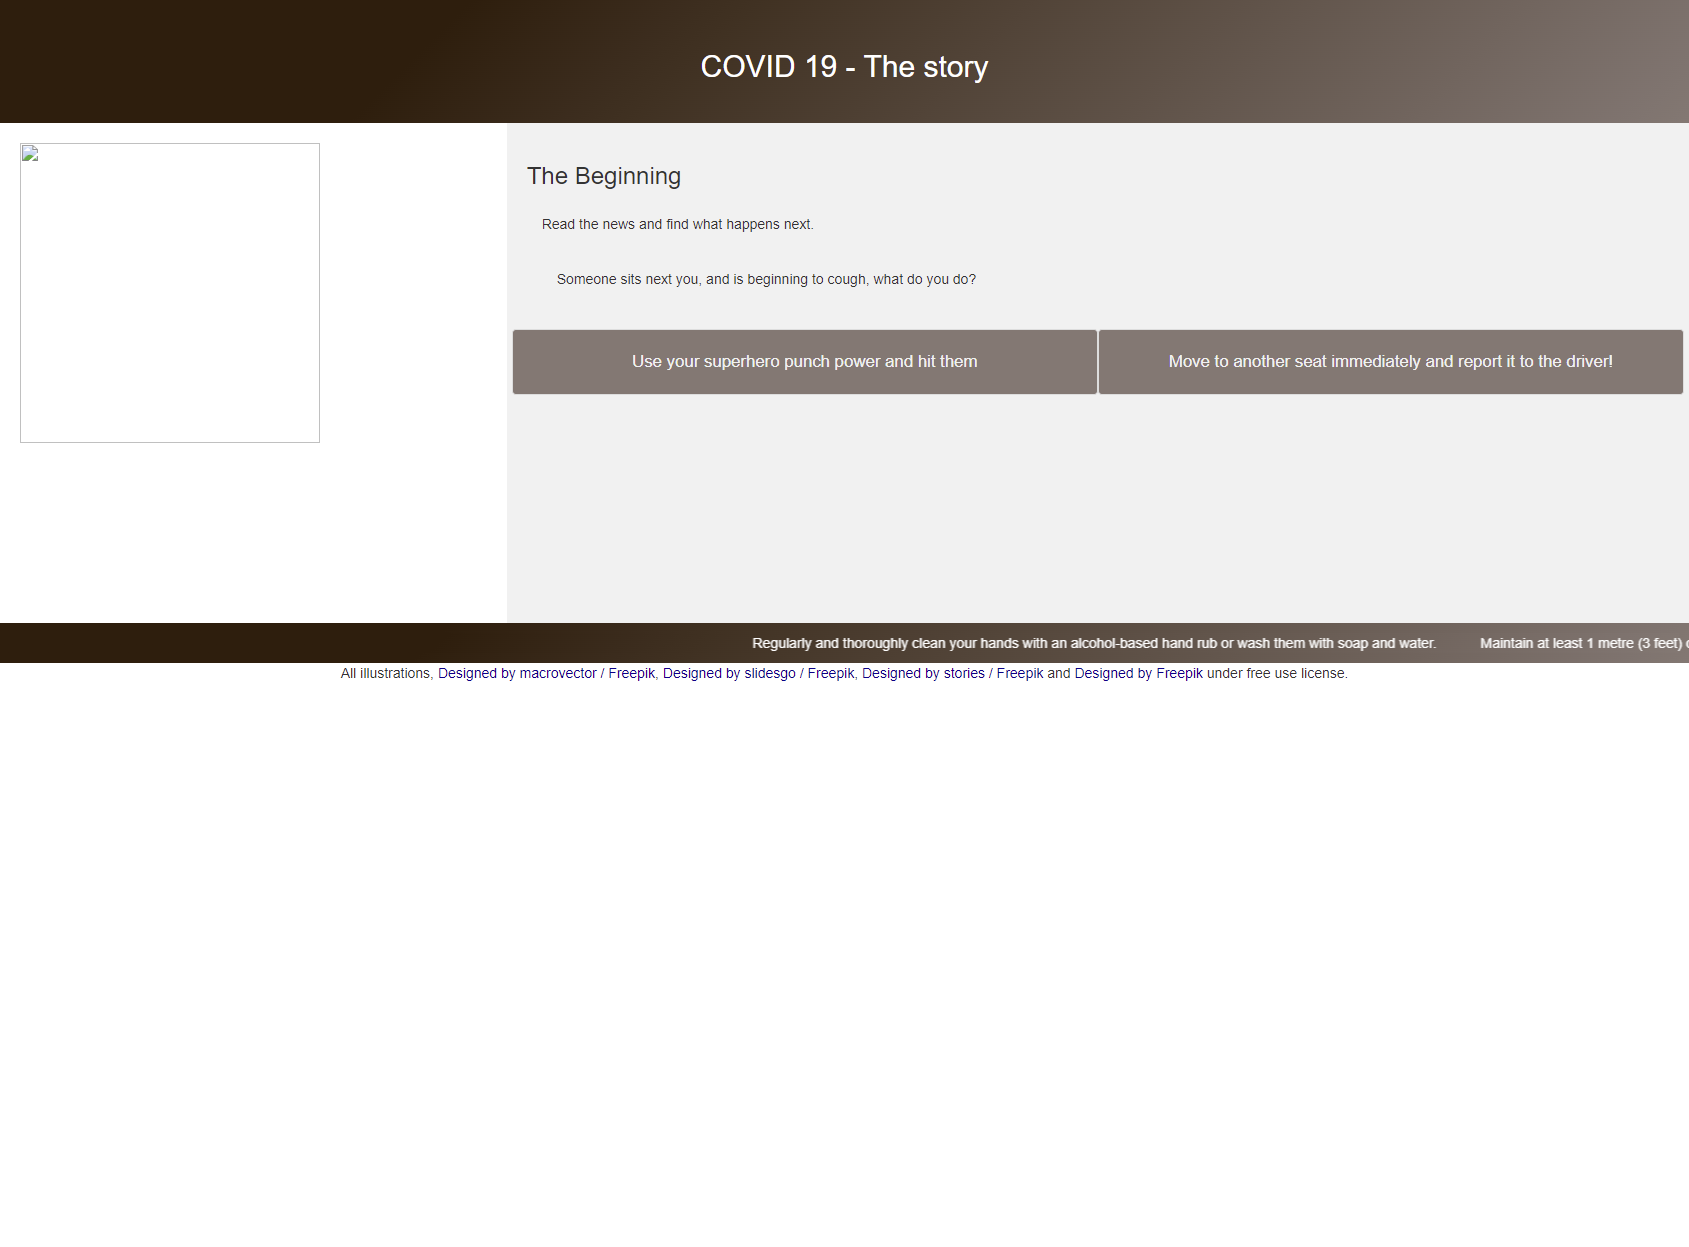 COVID 19 - The story
The Beginning
Read the news and find what happens next.
Someone sits next you, and is beginning to cough, what do you do?
Use your superhero punch power and hit them
Move to another seat immediately and report it to the driver!
Regularly and thoroughly clean your hands with an alcohol-based hand rub or wash them with soap and water. Maintain at least 1 metre (3 feet)
All illustrations, Designed by macrovector / Freepik, Designed by slidesgo / Freepik, Designed by stories / Freepik and Designed by Freepik under free use license.